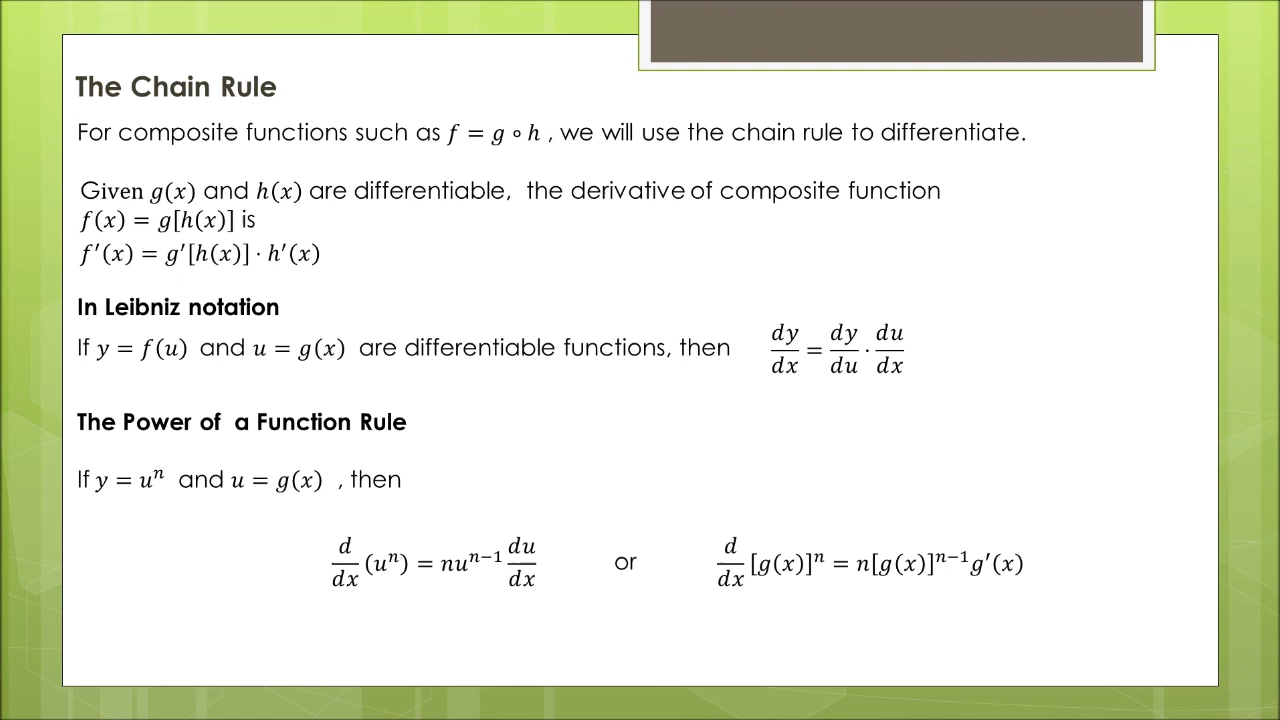 The Chain Rule
For composite functions such as f = g ∘ h , we will use the chain rule to differentiate.
Given g(x) and h(x) are differentiable, the derivative of composite function
f(x) = g[h(x)] is
f′(x) = g′[h(x)] · h′(x)
In Leibniz notation
If y = f(u) and u = g(x) are differentiable functions, then dy/dx = dy/du · du/dx
The Power of a Function Rule
If y = uⁿ and u = g(x) , then
d/dx (uⁿ) = nuⁿ⁻¹ du/dx or d/dx [g(x)]ⁿ = n[g(x)]ⁿ⁻¹g′(x)